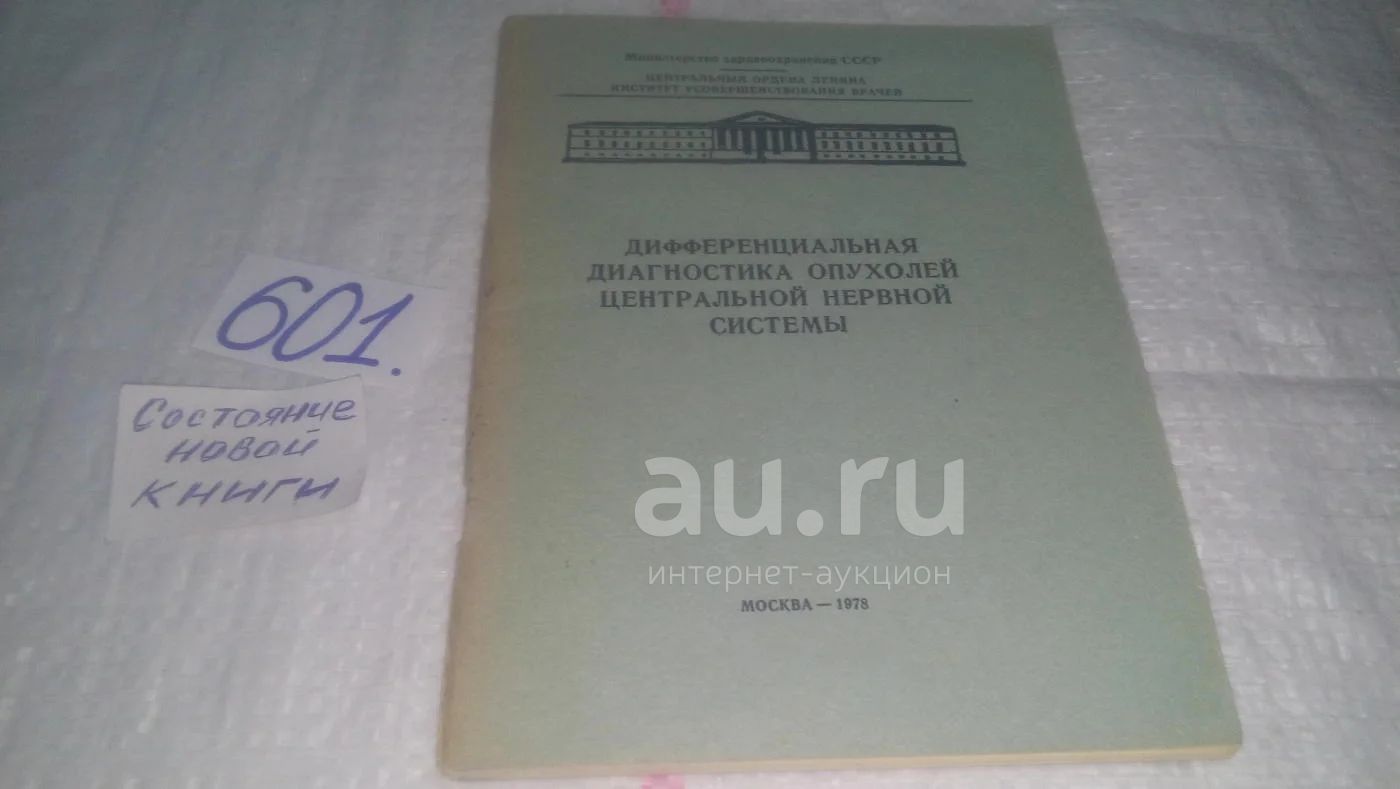 Министерство здравоохранения СССР
ЦЕНТРАЛЬНЫЙ ОРДЕНА ЛЕНИНА
ИНСТИТУТ УСОВЕРШЕНСТВОВАНИЯ ВРАЧЕЙ
ДИФФЕРЕНЦИАЛЬНАЯ
ДИАГНОСТИКА ОПУХОЛЕЙ
ЦЕНТРАЛЬНОЙ НЕРВНОЙ
СИСТЕМЫ
601.
Состояние
новой
книги
au.ru
интернет-аукцион
МОСКВА — 1978